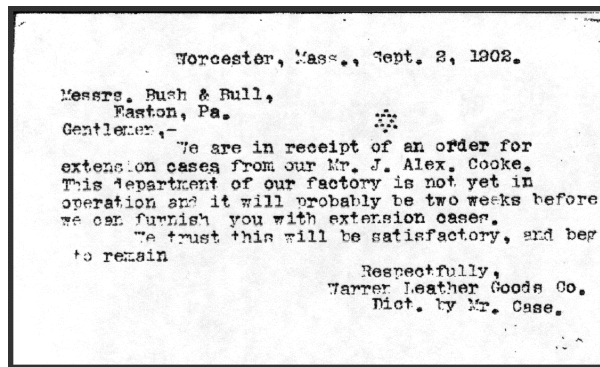 Worcester, Mass., Sept. 2, 1902.
Messrs. Bush & Bull,
Easton, Pa.
Gentlemen,-
We are in receipt of an order for
extension cases from our Mr. J. Alex. Cooke.
This department of our factory is not yet in
operation and it will probably be two weeks before
we can furnish you with extension cases.
We trust this will be satisfactory, and beg
to remain
Respectfully,
Warren Leather Goods Co.
Dict. by Mr. Case.